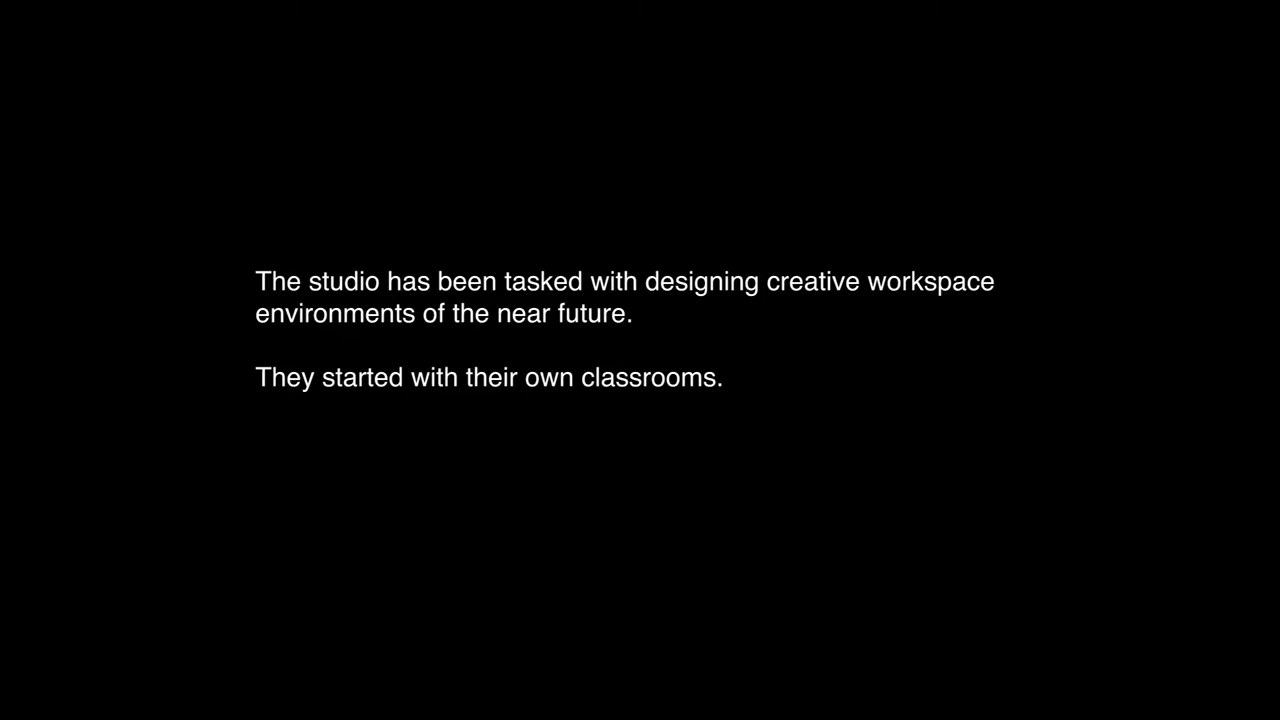 The studio has been tasked with designing creative workspace
environments of the near future.
They started with their own classrooms.